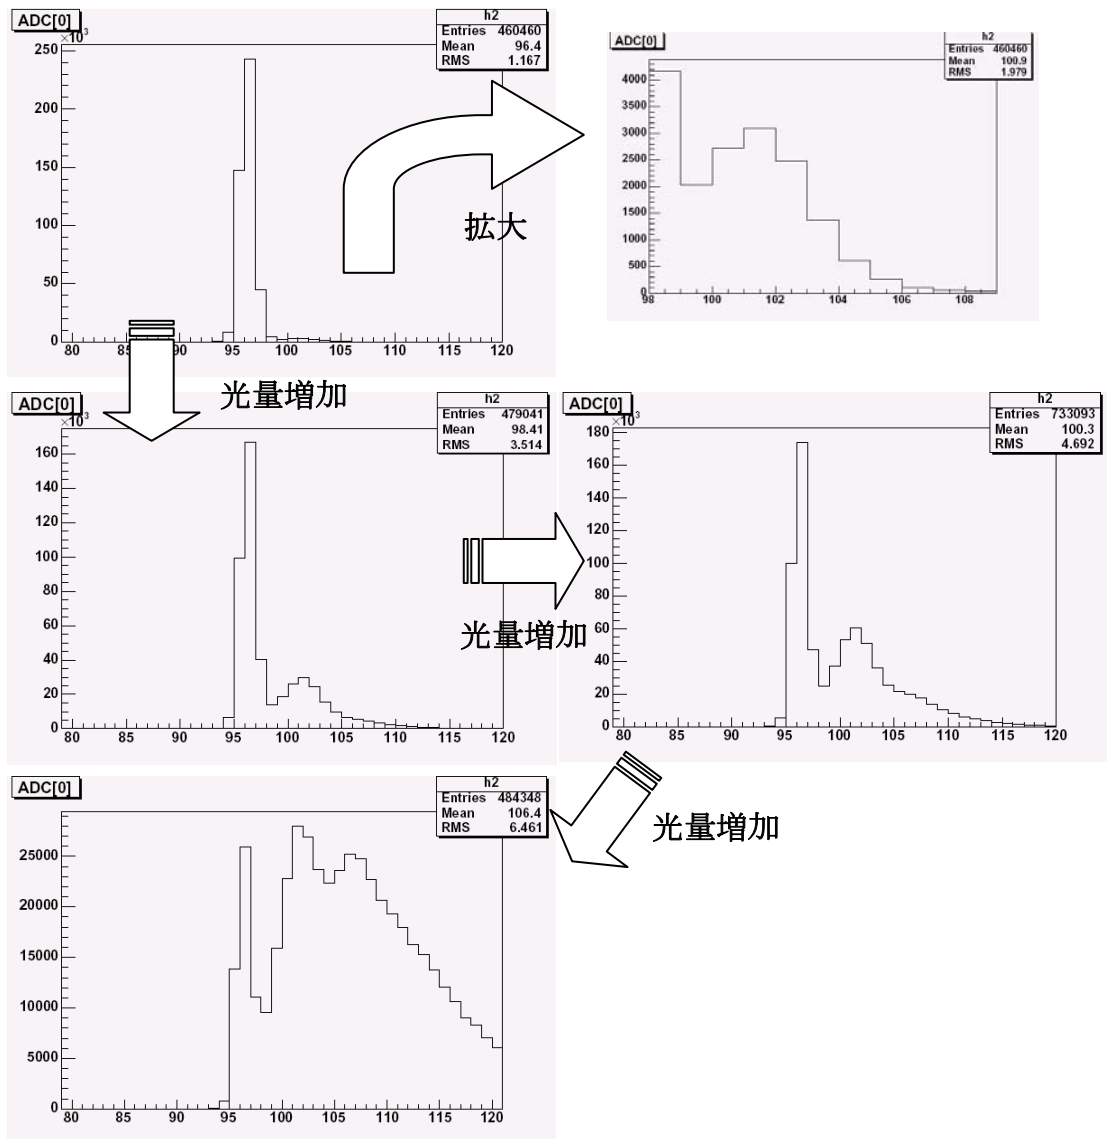 ADC[0]
h2
Entries 460460
Mean 96.4
RMS 1.167
×10³
250
200
150
100
50
0
80 90 95 100 105 110 115 120
拡大
ADC[0]
h2
Entries 460460
Mean 100.9
RMS 1.979
4000
3500
3000
2500
2000
1500
1000
500
0
98 100 102 104 106 108
光量増加
ADC[0]
h2
Entries 479041
Mean 98.41
RMS 3.514
×10³
160
140
120
100
80
60
40
20
0
80 85 90 95 100 105 110 115 120
光量増加
ADC[0]
h2
Entries 733093
Mean 100.3
RMS 4.692
×10³
180
160
140
120
100
80
60
40
20
0
80 85 90 95 100 105 110 115 120
光量増加
ADC[0]
h2
Entries 484348
Mean 106.4
RMS 6.461
25000
20000
15000
10000
5000
0
80 85 90 95 100 105 110 115 120